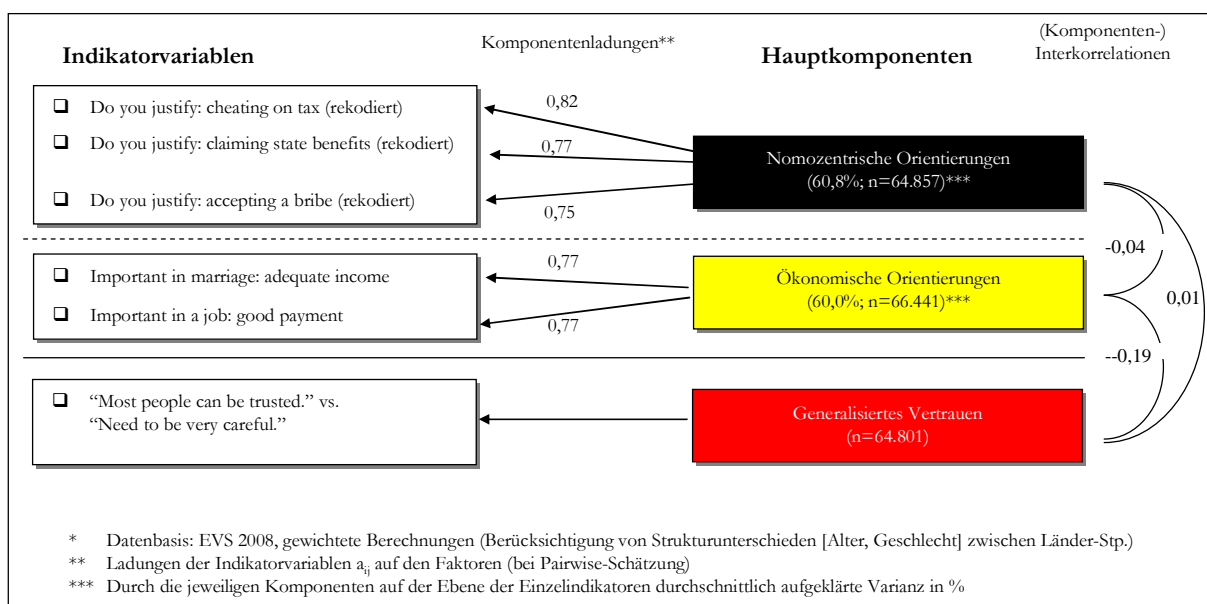 (Komponenten-)
Interkorrelationen
Komponentenladungen**
Indikatorvariablen
Hauptkomponenten
❑ Do you justify: cheating on tax (rekodiert)
❑ Do you justify: claiming state benefits (rekodiert)
❑ Do you justify: accepting a bribe (rekodiert)
0,82
0,77
0,75
Nomozentrische Orientierungen
(60,8%; n=64.857)***
-0,04
❑ Important in marriage: adequate income
❑ Important in a job: good payment
0,77
0,77
Ökonomische Orientierungen
(60,0%; n=66.441)***
0,01
--0,19
❑ “Most people can be trusted.” vs.
“Need to be very careful.”
Generalisiertes Vertrauen
(n=64.801)
* Datenbasis: EVS 2008, gewichtete Berechnungen (Berücksichtigung von Strukturunterschieden [Alter, Geschlecht] zwischen Länder-Stp.)
** Ladungen der Indikatorvariablen aij auf den Faktoren (bei Pairwise-Schätzung)
*** Durch die jeweiligen Komponenten auf der Ebene der Einzelindikatoren durchschnittlich aufgeklärte Varianz in %